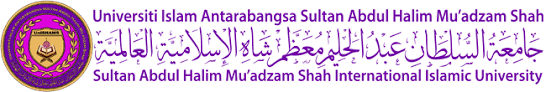 UniSHAMS
Universiti Islam Antarabangsa Sultan Abdul Halim Mu'adzam Shah
جامعة السلطان عبد الحليم معظم شاه الإسلامية العالمية
Sultan Abdul Halim Mu'adzam Shah International Islamic University